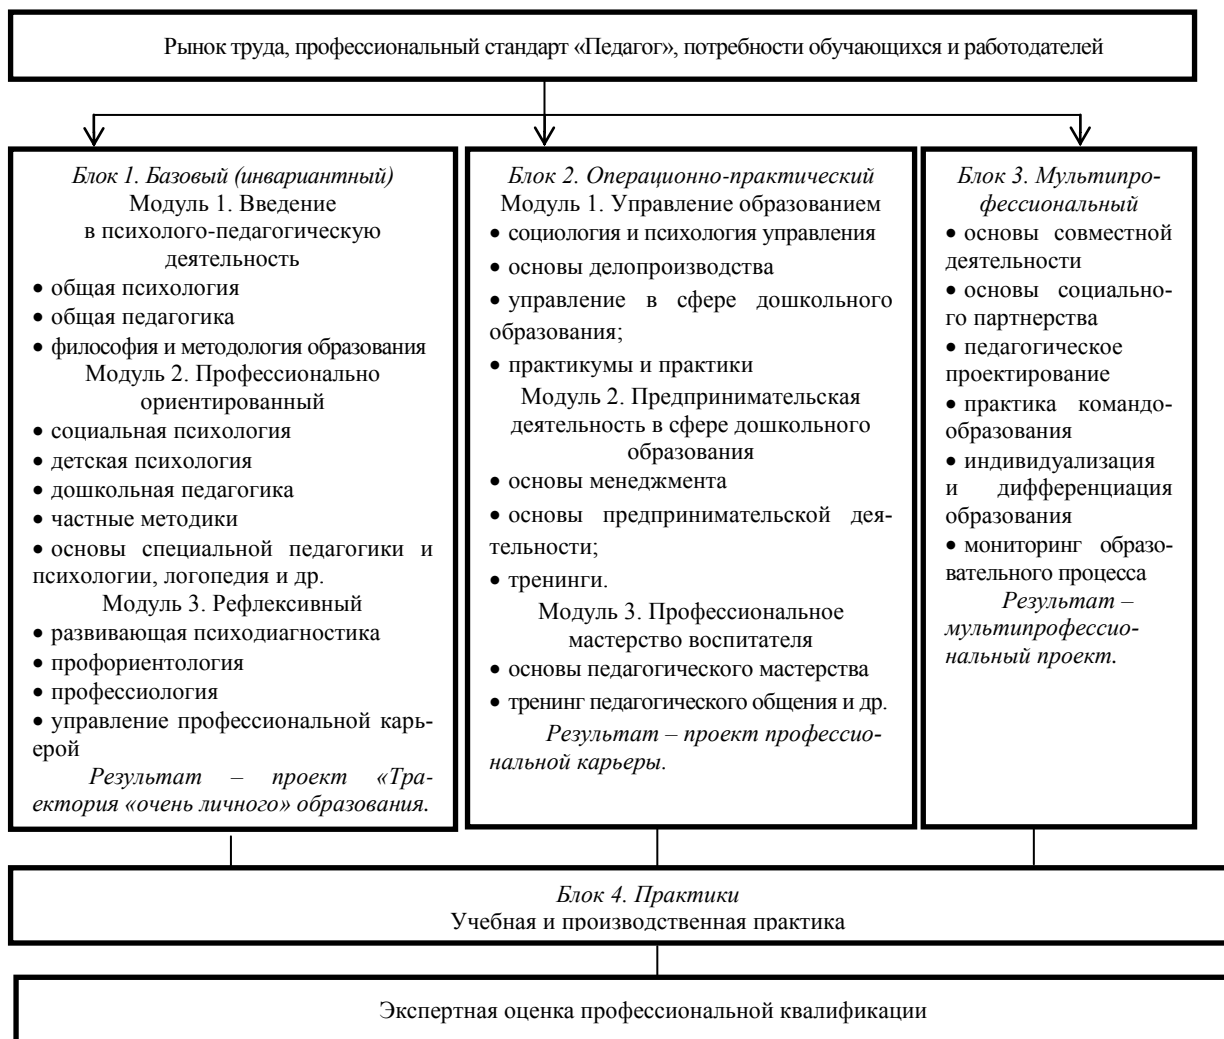 Рынок труда, профессиональный стандарт «Педагог», потребности обучающихся и работодателей
Блок 1. Базовый (инвариантный)
Модуль 1. Введение
в психолого-педагогическую
деятельность
• общая психология
• общая педагогика
• философия и методология образования
Модуль 2. Профессионально
ориентированный
• социальная психология
• детская психология
• дошкольная педагогика
• частные методики
• основы специальной педагогики и
психологии, логопедия и др.
Модуль 3. Рефлексивный
• развивающая психодиагностика
• профориентология
• профессиология
• управление профессиональной карь-
ерой
Результат – проект «Тра-
ектория «очень личного» образования.
Блок 2. Операционно-практический
Модуль 1. Управление образованием
• социология и психология управления
• основы делопроизводства
• управление в сфере дошкольного
образования;
• практикумы и практики
Модуль 2. Предпринимательская
деятельность в сфере дошкольного
образования
• основы менеджмента
• основы предпринимательской дея-
тельности;
• тренинги.
Модуль 3. Профессиональное
мастерство воспитателя
• основы педагогического мастерства
• тренинг педагогического общения и др.
Результат – проект профессио-
нальной карьеры.
Блок 3. Мультипро-
фессиональный
• основы совместной
деятельности
• основы социально-
го партнерства
• педагогическое
проектирование
• практика командо-
образования
• индивидуализация
и дифференциация
образования
• мониторинг образо-
вательного процесса
Результат –
мультипрофессио-
нальный проект.
Блок 4. Практики
Учебная и производственная практика
Экспертная оценка профессиональной квалификации